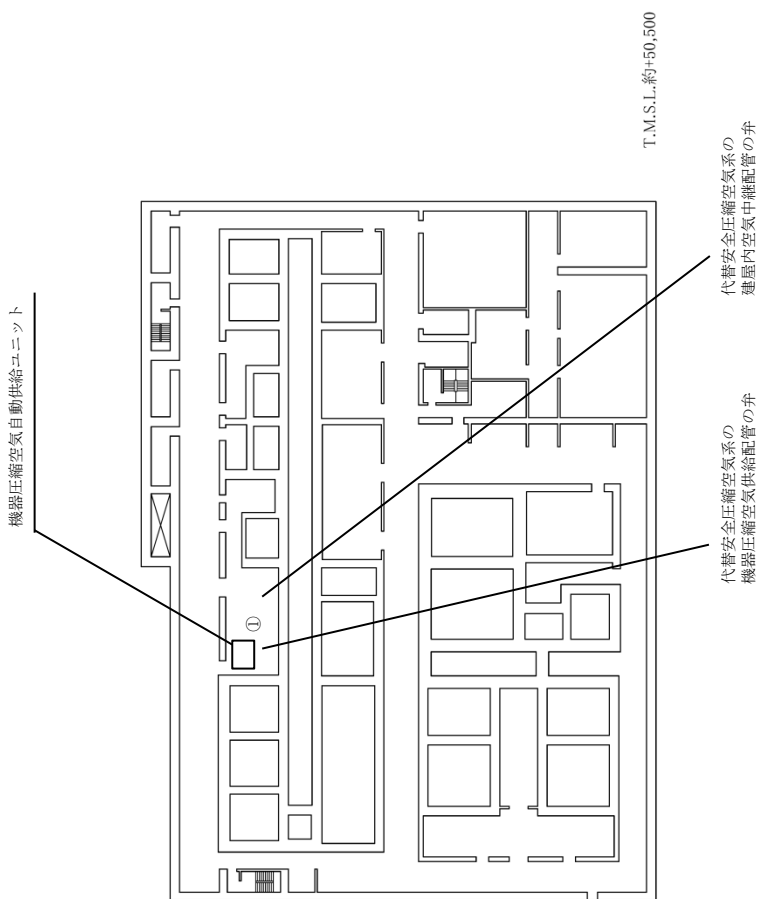 機器圧縮空気自動供給ユニット
①
T.M.S.L.約+50,500
代替安全圧縮空気系の
建屋内空気中継配管の弁
代替安全圧縮空気系の
機器圧縮空気供給配管の弁